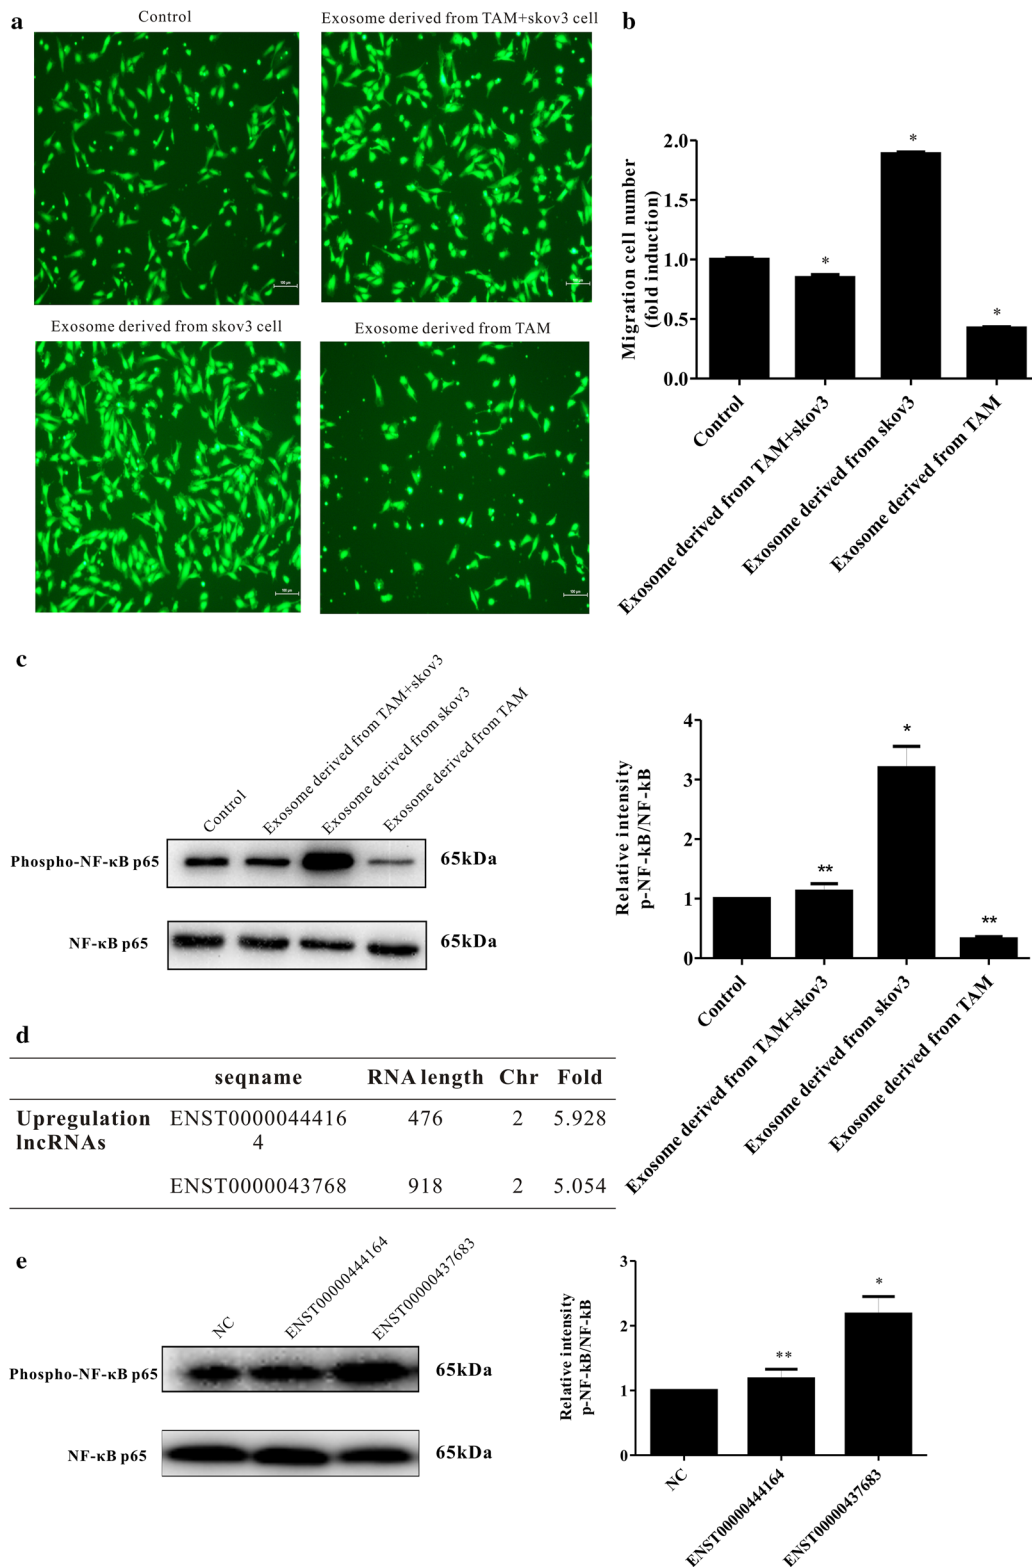 a
Control
Exosome derived from TAM+skov3 cell
100 μm
Exosome derived from skov3 cell
Exosome derived from TAM
100 μm
100 μm
b
Migration cell number
(fold induction)
2.0
1.5
1.0
0.5
0.0
*
*
*
Control
Exosome derived from TAM+skov3
Exosome derived from skov3
Exosome derived from TAM
c
Control
Exosome derived from TAM+skov3
Exosome derived from skov3
Exosome derived from TAM
Phospho-NF-κB p65
65kDa
NF-κB p65
65kDa
Relative intensity
p-NF-kB/NF-kB
4
3
2
1
0
**
*
**
Control
Exosome derived from TAM+skov3
Exosome derived from skov3
Exosome derived from TAM
d
seqname RNA length Chr Fold
Upregulation ENST0000044416 476 2 5.928
lncRNAs 4
ENST0000043768 918 2 5.054
e
NC
ENST00000444164
ENST00000437683
Phospho-NF-κB p65
65kDa
NF-κB p65
65kDa
Relative intensity
p-NF-kB/NF-kB
3
2
1
0
**
*
NC
ENST00000444164
ENST00000437683